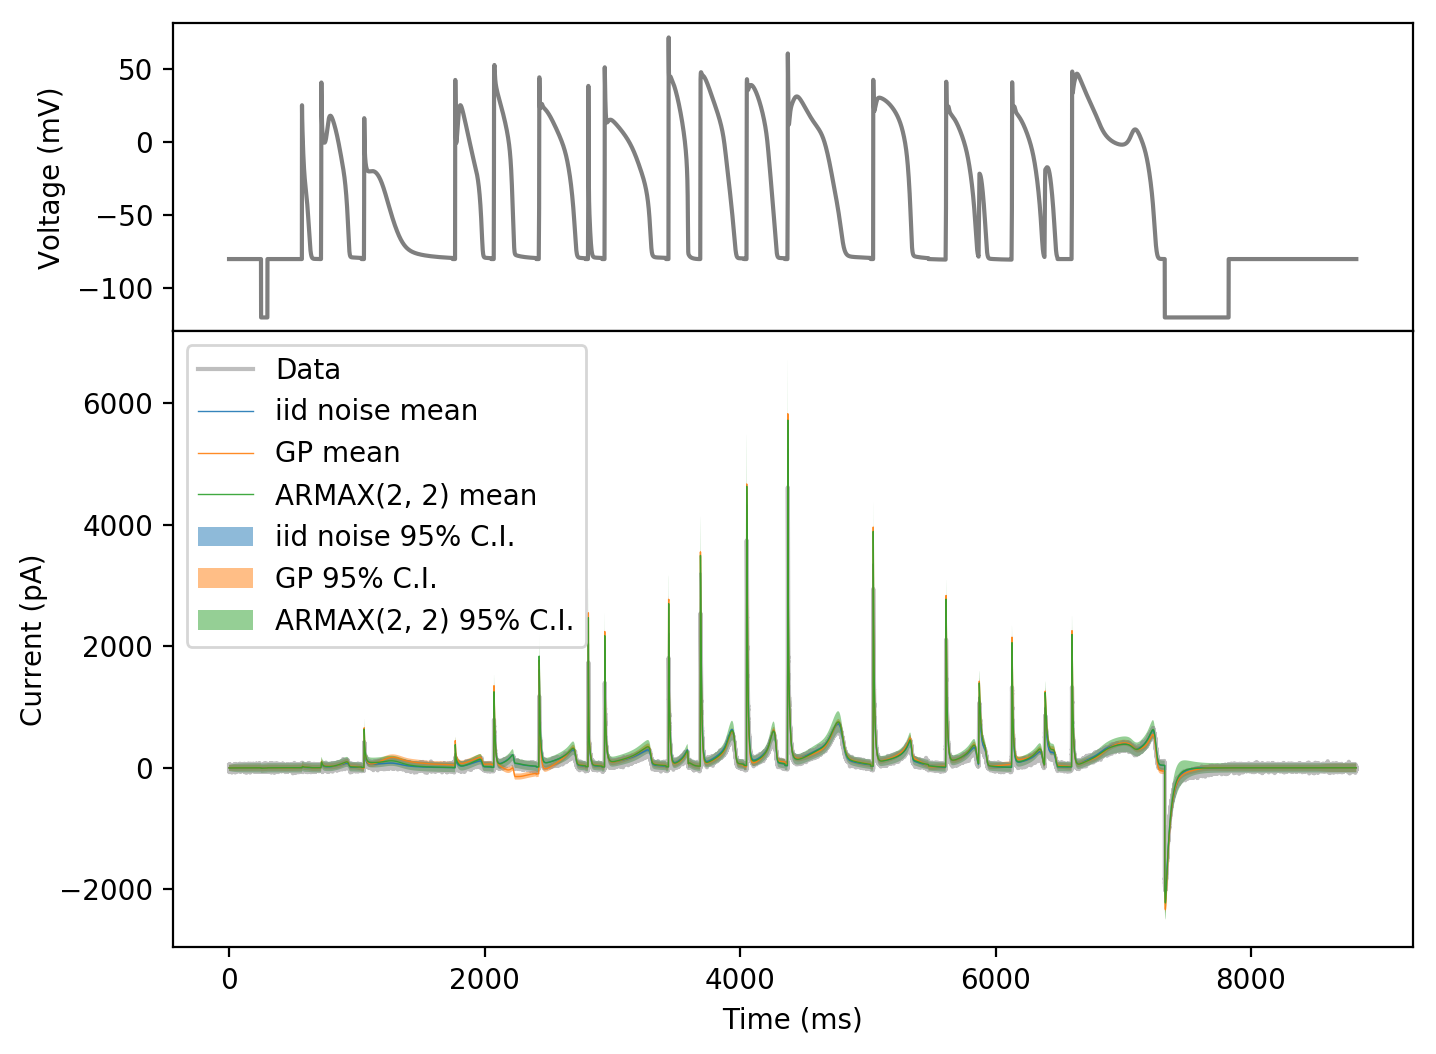 50
0
−50
−100
Voltage (mV)
Data
iid noise mean
GP mean
ARMAX(2, 2) mean
iid noise 95% C.I.
GP 95% C.I.
ARMAX(2, 2) 95% C.I.
6000
4000
2000
0
−2000
Current (pA)
0 2000 4000 6000 8000
Time (ms)